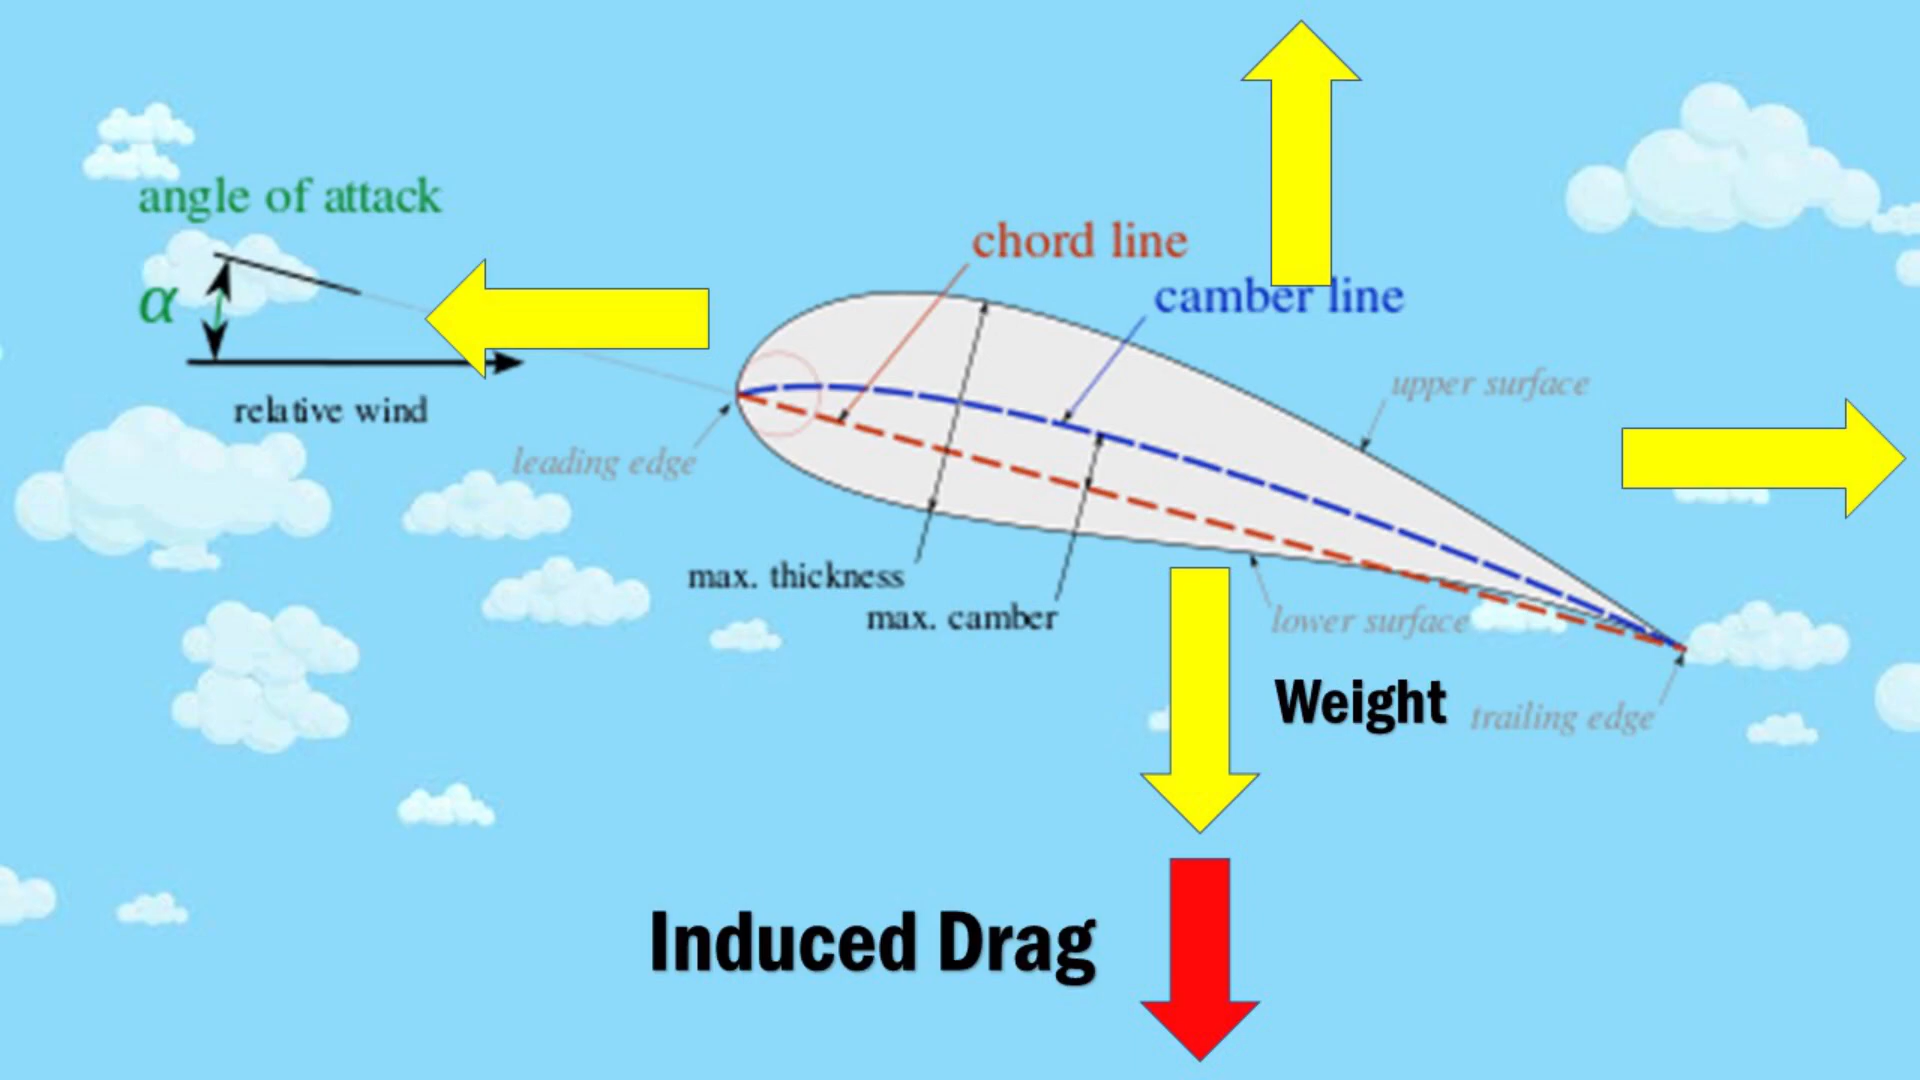 angle of attack
α
relative wind
chord line
camber line
upper surface
leading edge
max. thickness
max. camber
lower surface
Weight
trailing edge
Induced Drag